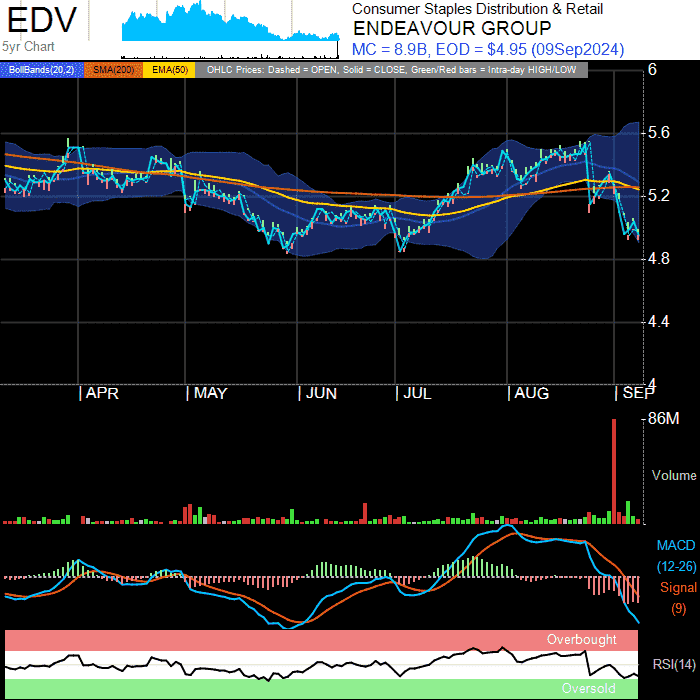 EDV
5yr Chart
Consumer Staples Distribution & Retail
ENDEAVOUR GROUP
MC = 8.9B, EOD = $4.95 (09Sep2024)
BollBands(20,2) SMA(200) EMA(50) OHLC Prices: Dashed = OPEN, Solid = CLOSE, Green/Red bars = Intra-day HIGH/LOW
6
5.6
5.2
4.8
4.4
4
APR MAY JUN JUL AUG SEP
86M
Volume
MACD
(12-26)
Signal
(9)
Overbought
RSI(14)
Oversold